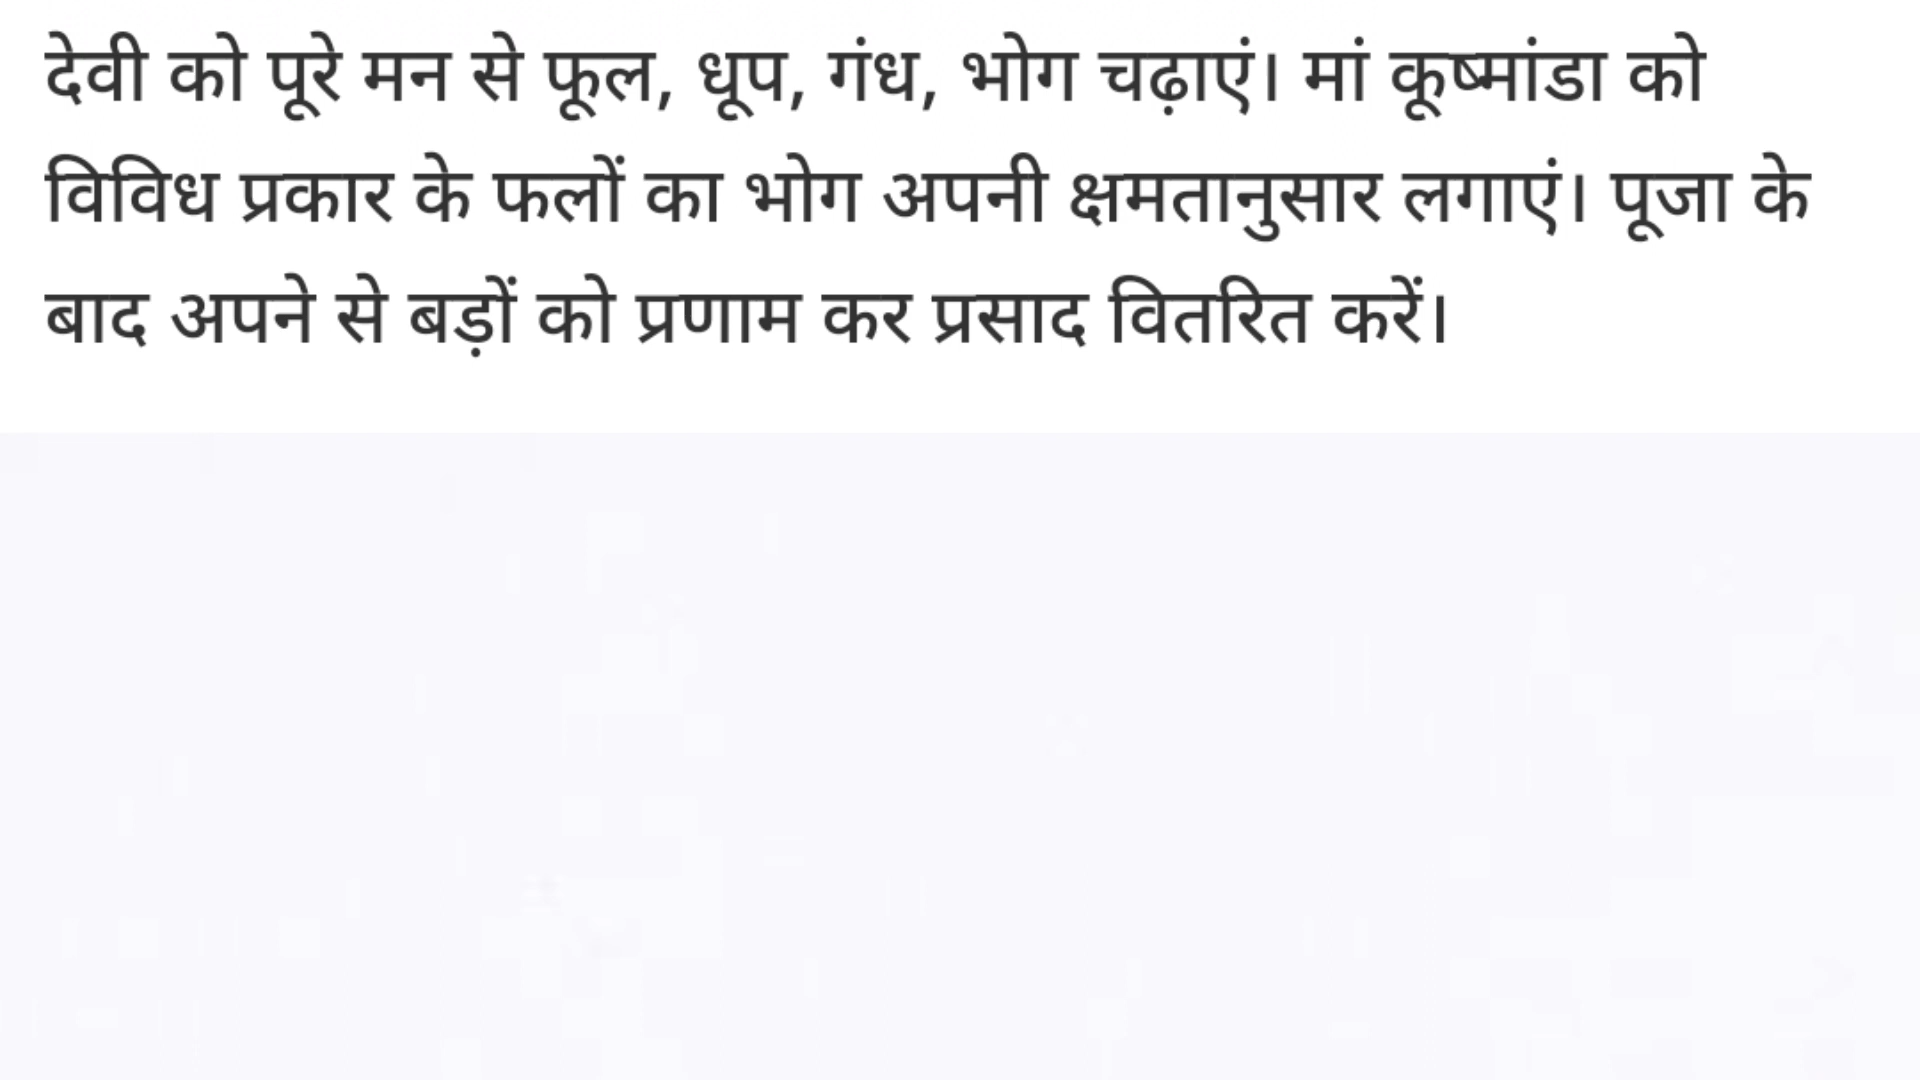 देवी को पूरे मन से फूल, धूप, गंध, भोग चढ़ाएं। मां कूष्मांडा को
विविध प्रकार के फलों का भोग अपनी क्षमतानुसार लगाएं। पूजा के
बाद अपने से बड़ों को प्रणाम कर प्रसाद वितरित करें।